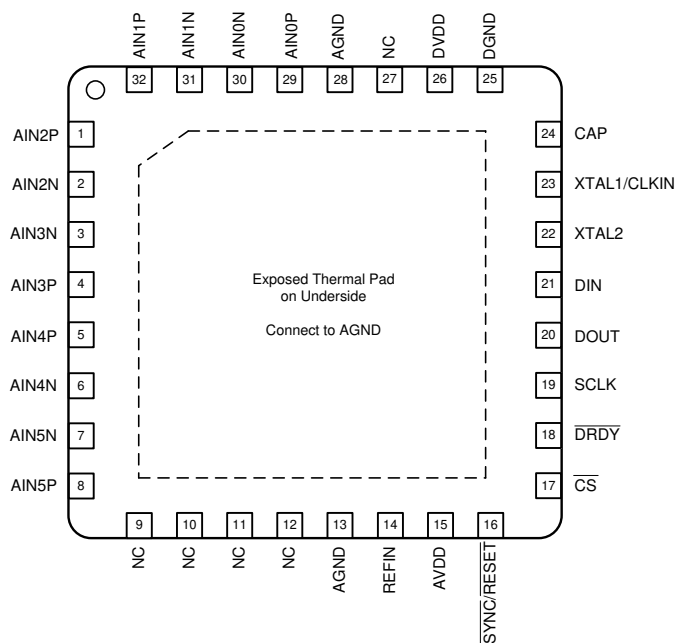 AIN1P
AIN1N
AIN0N
AIN0P
AGND
NC
DVDD
DGND
32
31
30
29
28
27
26
25
AIN2P 1
AIN2N 2
AIN3N 3
AIN3P 4
AIN4P 5
AIN4N 6
AIN5N 7
AIN5P 8
24 CAP
23 XTAL1/CLKIN
22 XTAL2
21 DIN
20 DOUT
19 SCLK
18 DRDY
17 CS
Exposed Thermal Pad
on Underside
Connect to AGND
9
10
11
12
13
14
15
16
NC
NC
NC
NC
AGND
REFIN
AVDD
SYNC/RESET